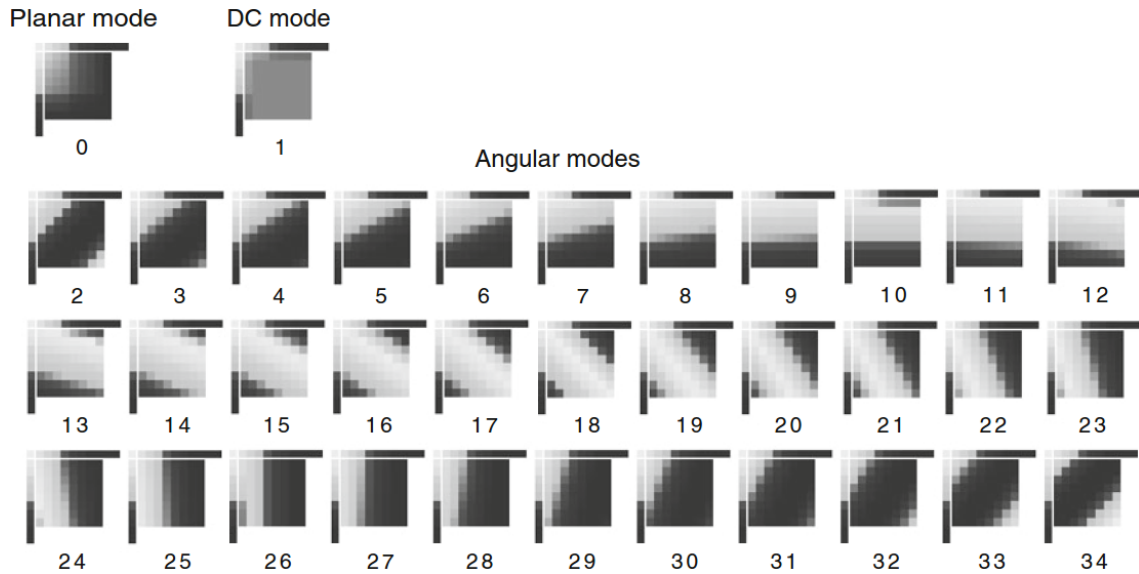 Planar mode DC mode
0 1
Angular modes
2 3 4 5 6 7 8 9 10 11 12
13 14 15 16 17 18 19 20 21 22 23
24 25 26 27 28 29 30 31 32 33 34